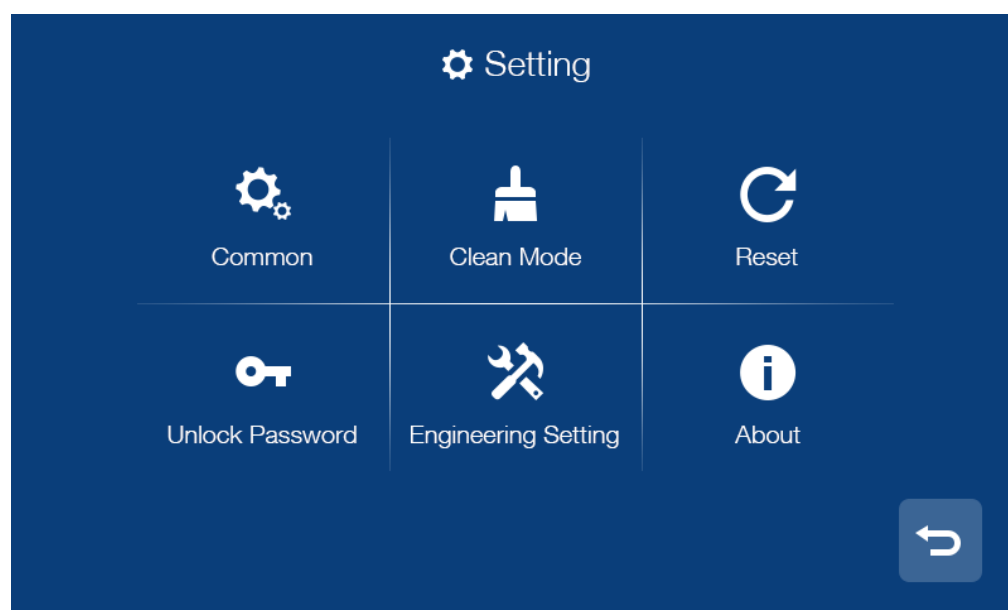 Setting
Common
Clean Mode
Reset
Unlock Password
Engineering Setting
About